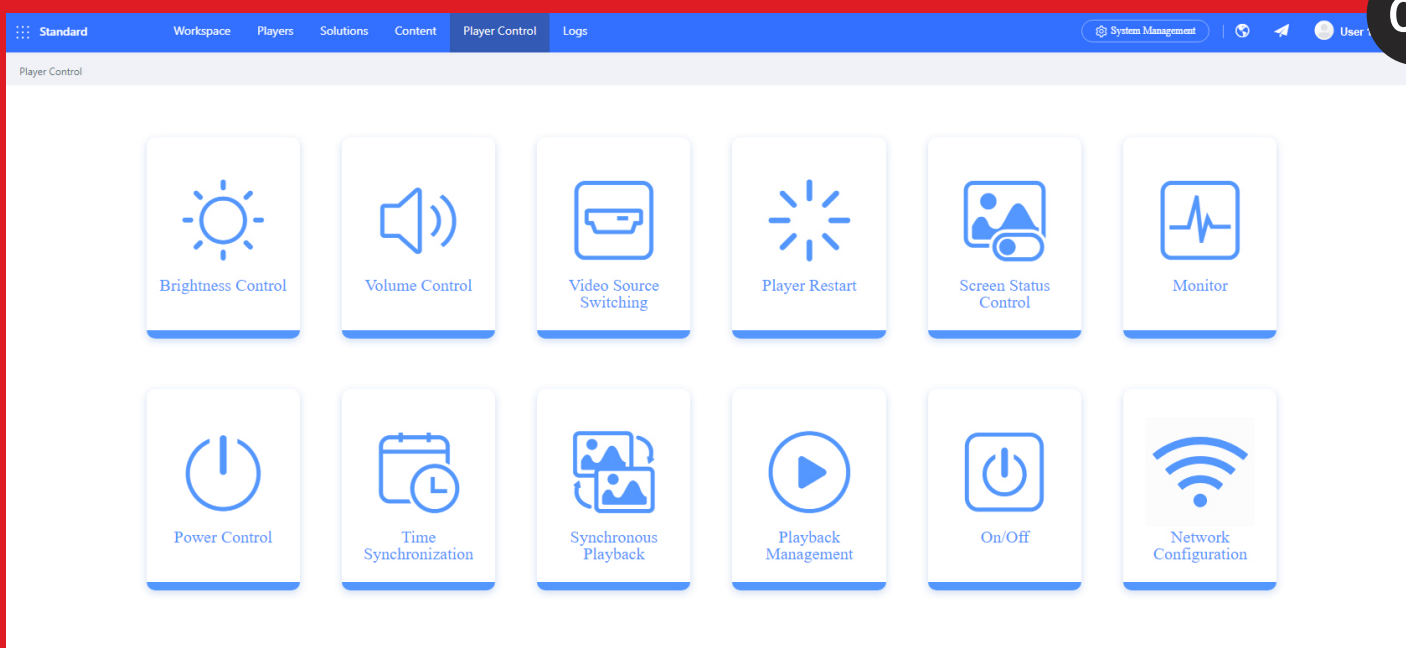 Standard Workspace Players Solutions Content Player Control Logs System Management User
Player Control
Brightness Control Volume Control Video Source Player Restart Screen Status Monitor
Switching Control
Power Control Time Synchronous Playback On/Off Network
Synchronization Playback Management Configuration